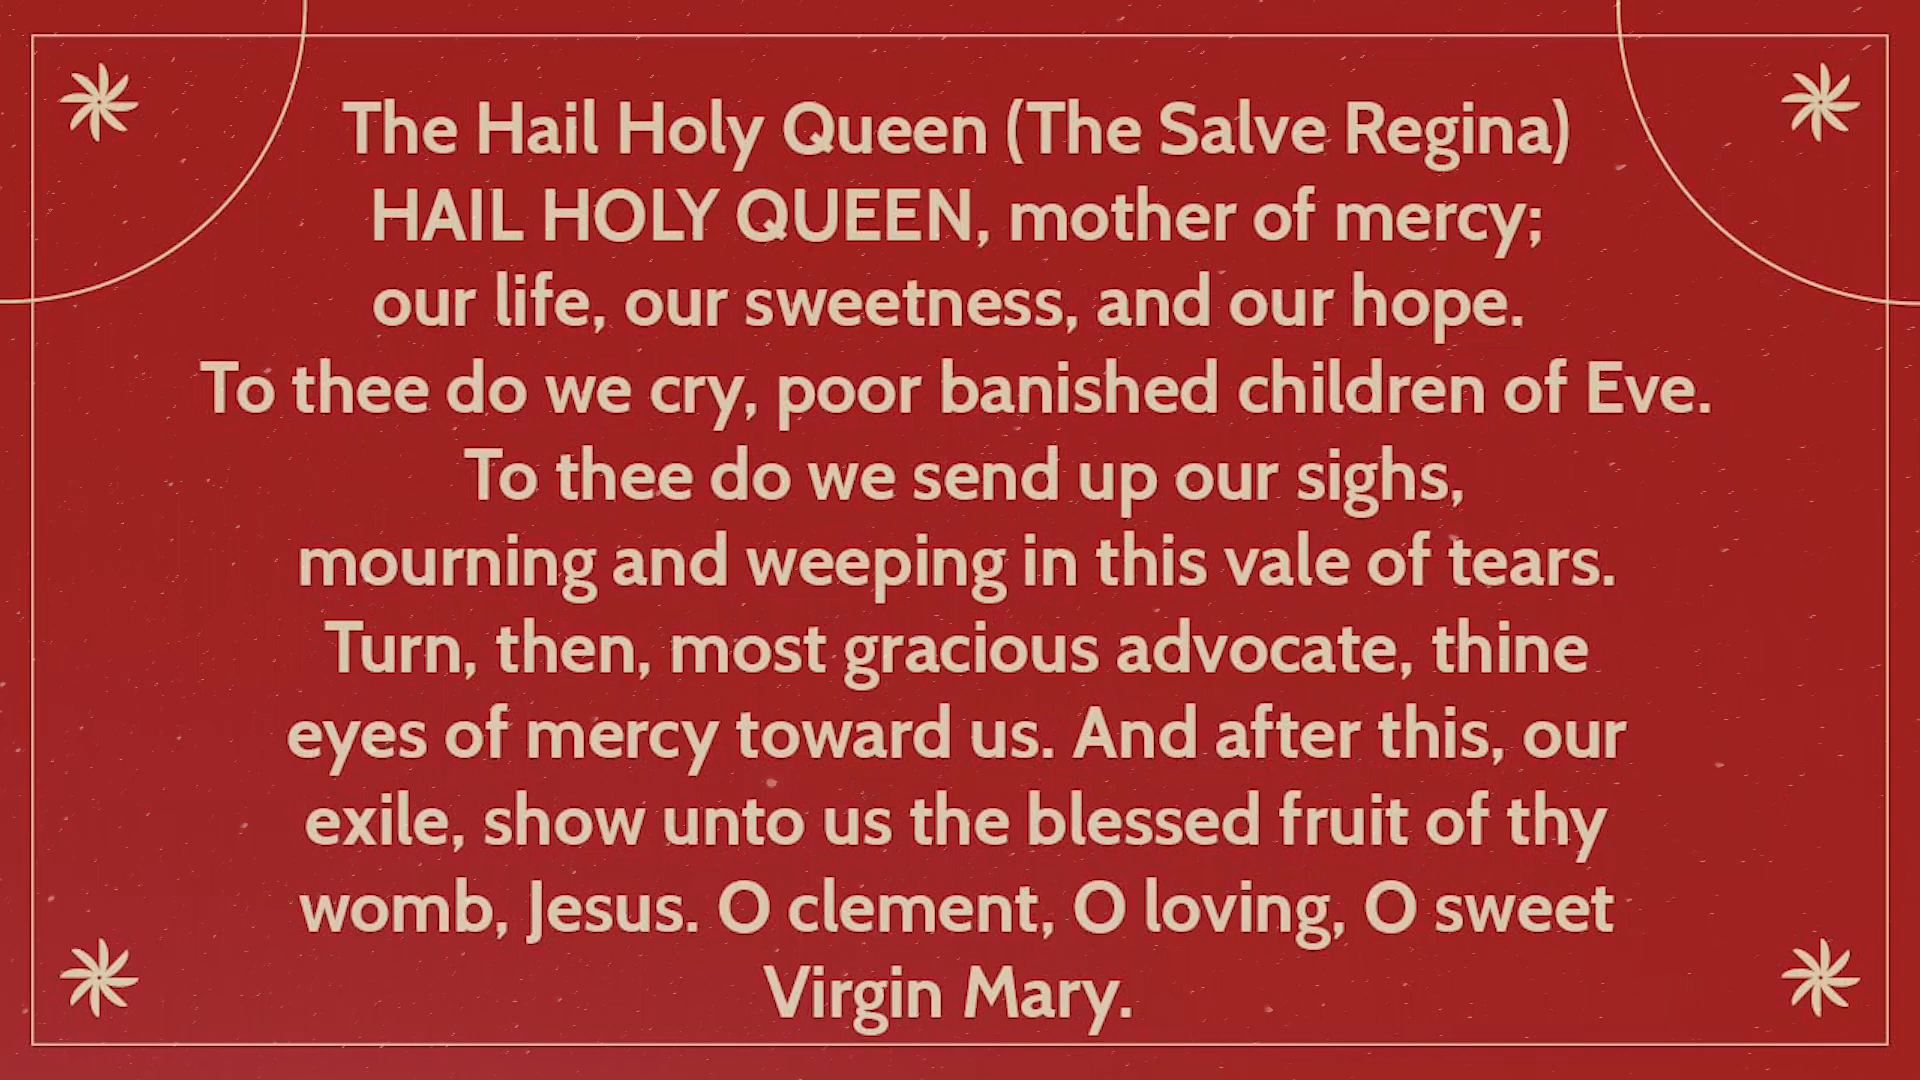 The Hail Holy Queen (The Salve Regina)
HAIL HOLY QUEEN, mother of mercy;
our life, our sweetness, and our hope.
To thee do we cry, poor banished children of Eve.
To thee do we send up our sighs,
mourning and weeping in this vale of tears.
Turn, then, most gracious advocate, thine
eyes of mercy toward us. And after this, our
exile, show unto us the blessed fruit of thy
womb, Jesus. O clement, O loving, O sweet
Virgin Mary.